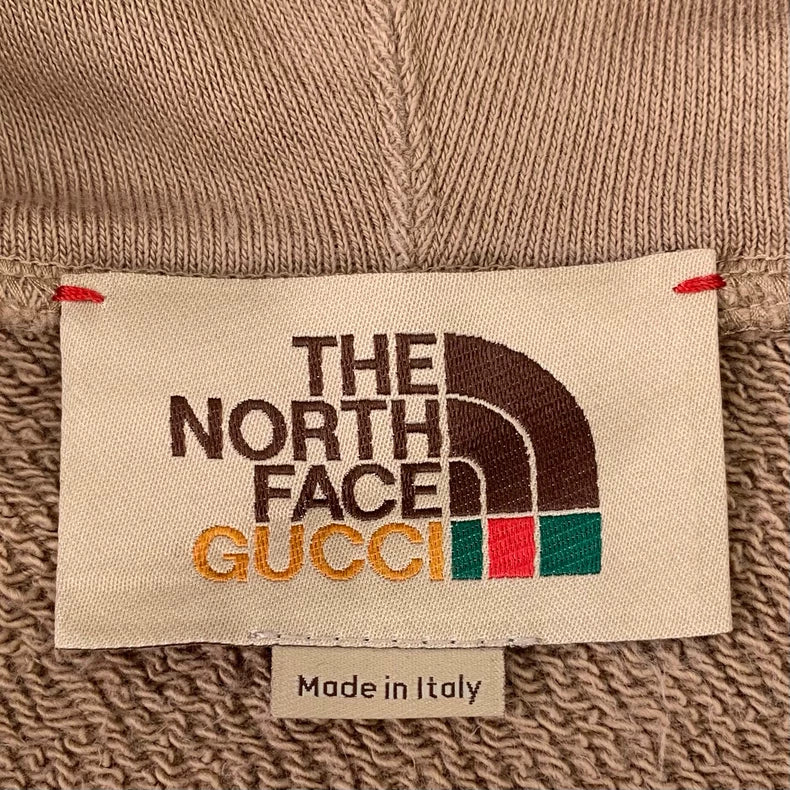 THE
NORTH
FACE
GUCCI
Made in Italy